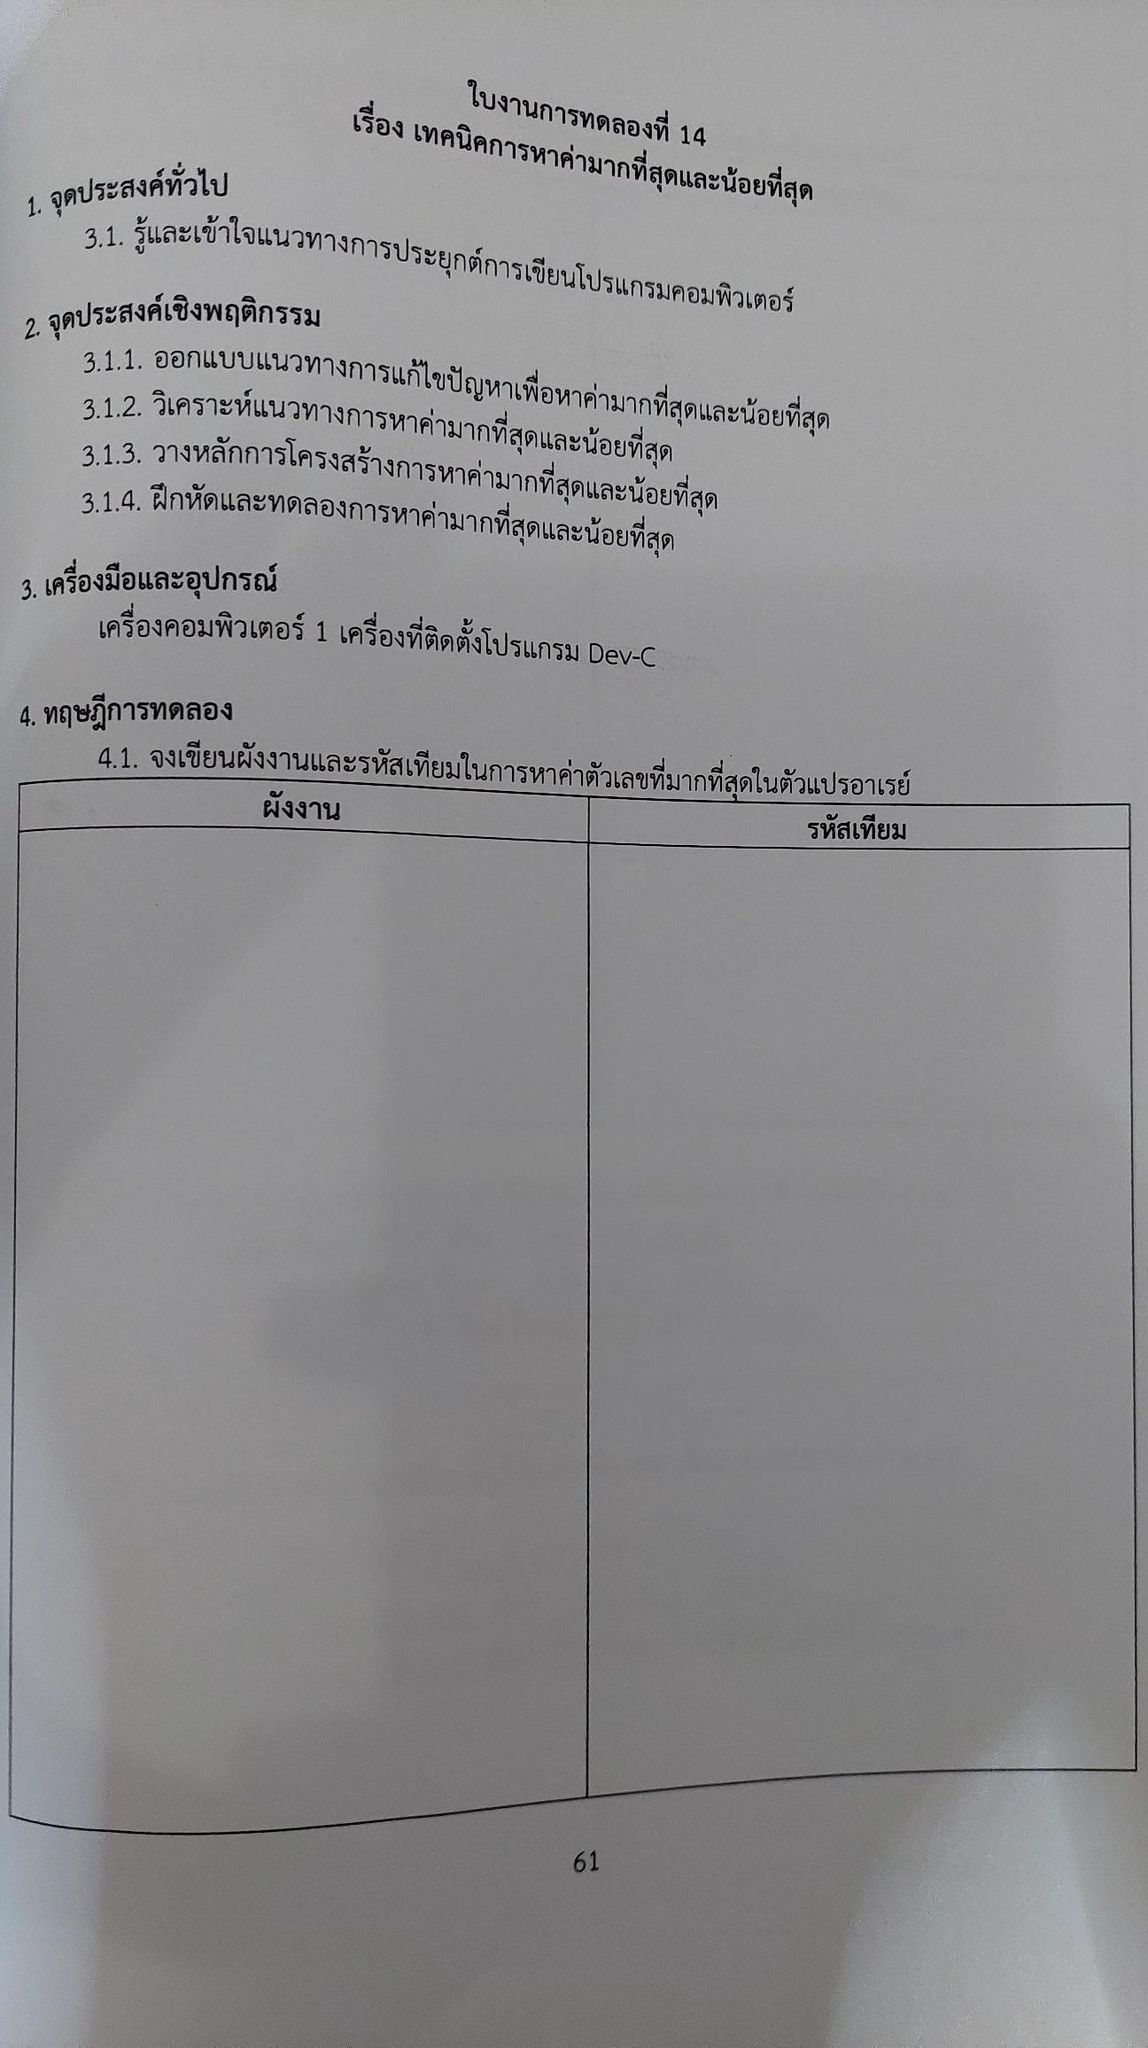 ใบงานการทดลองที่ 14
เรื่อง เทคนิคการหาค่ามากที่สุดและน้อยที่สุด
1. จุดประสงค์ทั่วไป
3.1. รู้และเข้าใจแนวทางการประยุกต์การเขียนโปรแกรมคอมพิวเตอร์
2. จุดประสงค์เชิงพฤติกรรม
3.1.1. ออกแบบแนวทางการแก้ไขปัญหาเพื่อหาค่ามากที่สุดและน้อยที่สุด
3.1.2. วิเคราะห์แนวทางการหาค่ามากที่สุดและน้อยที่สุด
3.1.3. วางหลักการโครงสร้างการหาค่ามากที่สุดและน้อยที่สุด
3.1.4. ฝึกหัดและทดลองการหาค่ามากที่สุดและน้อยที่สุด
3. เครื่องมือและอุปกรณ์
เครื่องคอมพิวเตอร์ 1 เครื่องที่ติดตั้งโปรแกรม Dev-C
4. ทฤษฎีการทดลอง
4.1. จงเขียนผังงานและรหัสเทียมในการหาค่าตัวเลขที่มากที่สุดในตัวแปรอาเรย์
ผังงาน
รหัสเทียม
61